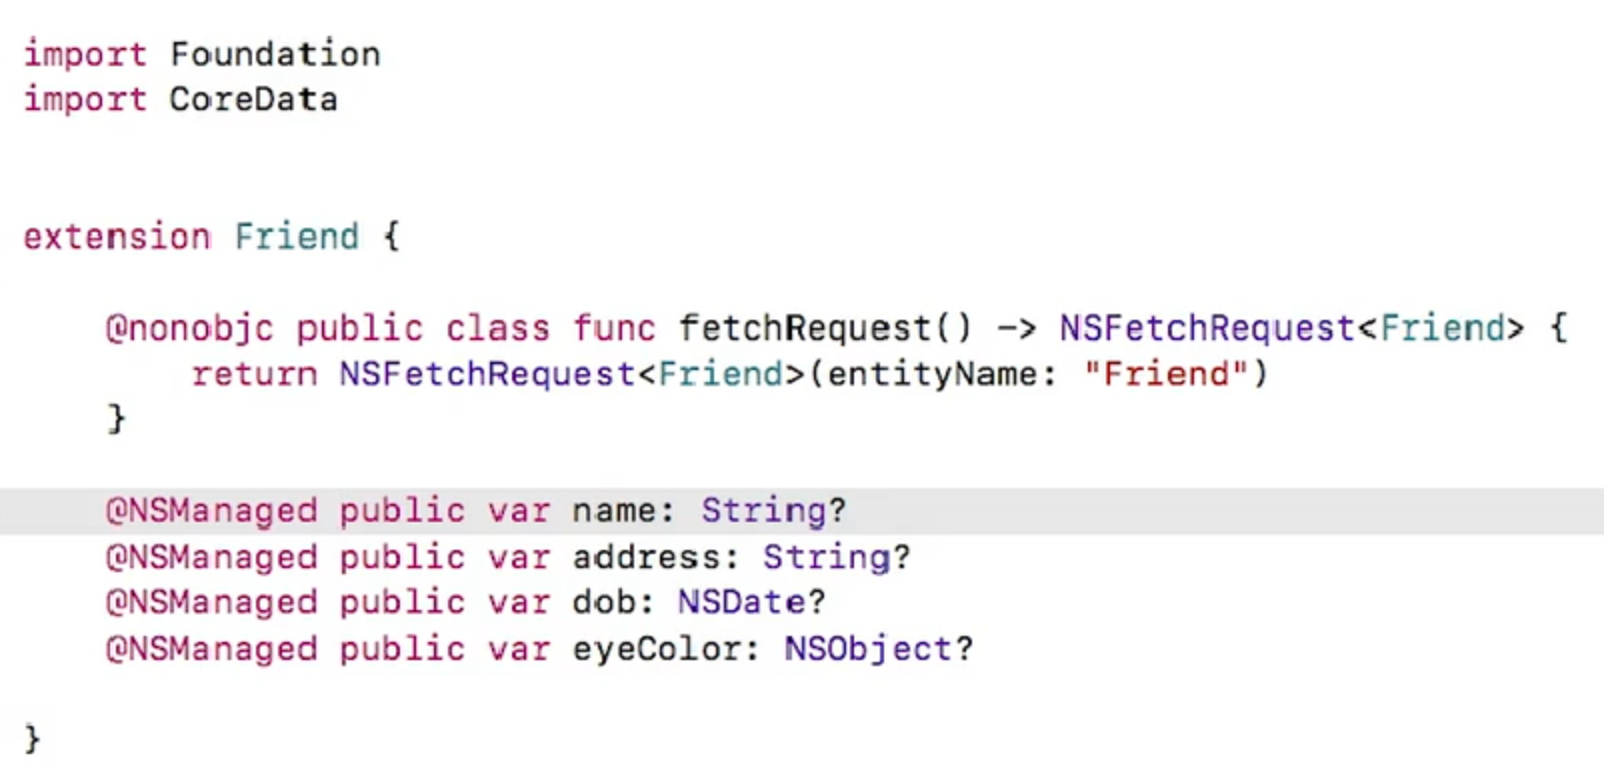 import Foundation
import CoreData
extension Friend {
@nonobjc public class func fetchRequest() -> NSFetchRequest<Friend> {
return NSFetchRequest<Friend>(entityName: "Friend")
}
@NSManaged public var name: String?
@NSManaged public var address: String?
@NSManaged public var dob: NSDate?
@NSManaged public var eyeColor: NSObject?
}